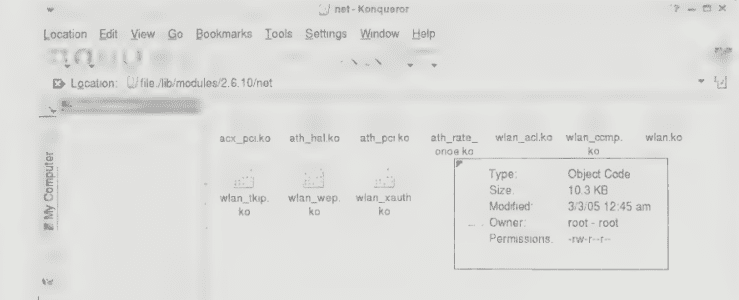 net - Konqueror
Location Edit View Go Bookmarks Tools Settings Window Help
Location: file:/lib/modules/2.6.10/net
My Computer
acx_pci.ko ath_hal.ko ath_pci.ko ath_rate_ wlan_acl.ko wlan_ccmp. wlan.ko
onoe.ko ko
wlan_tkip. wlan_wep. wlan_xauth
ko ko ko
Type: Object Code
Size: 10.3 KB
Modified: 3/3/05 12:45 am
Owner: root - root
Permissions: -rw-r--r--